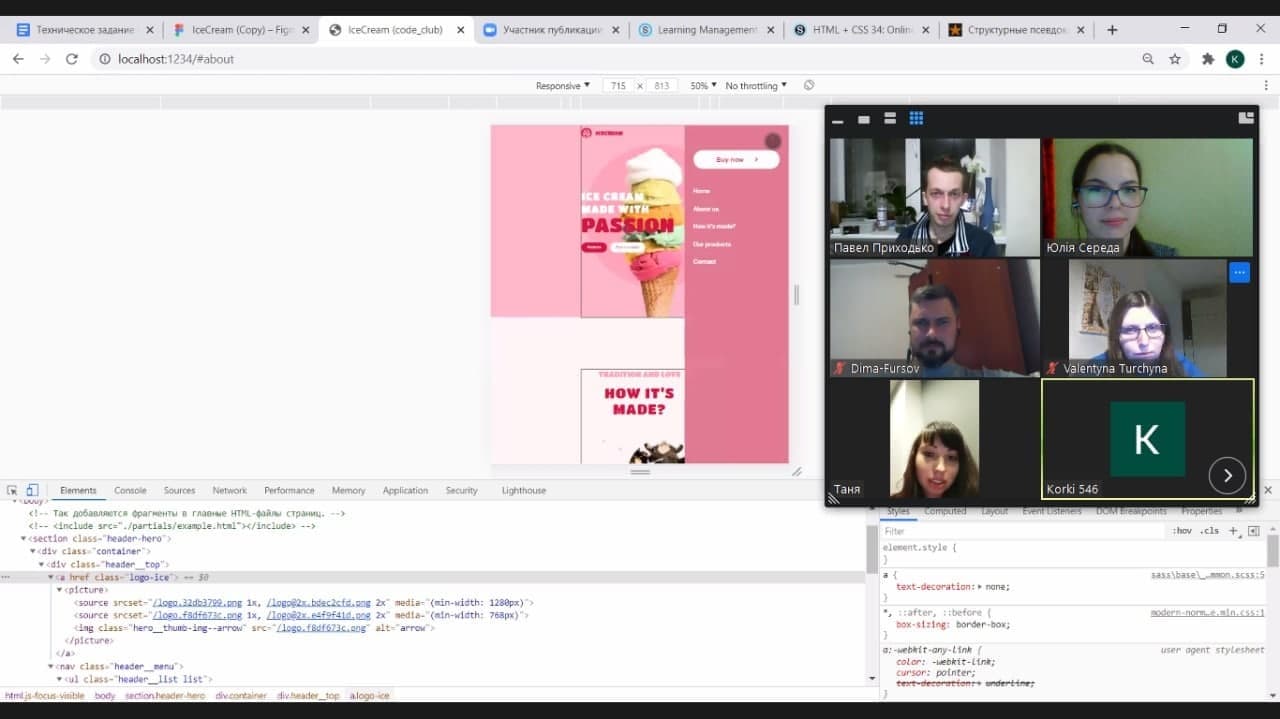 Техническое задание
IceCream (Copy) – Figm
IceCream (code_club)
Участник публикации
Learning Management
HTML + CSS 34: Online
Структурные псевдок
localhost:1234/#about
K
Responsive 715 x 813 50% No throttling
ICECREAM
Buy now
Home
About us
How it's made?
Our products
Contact
ICE CREAM
MADE WITH
PASSION
TRADITION AND LOVE
HOW IT'S
MADE?
Павел Приходько
Юлія Середа
Dima-Fursov
Valentyna Turchyna
Таня
K
Korki 546
Elements Console Sources Network Performance Memory Application Security Lighthouse
<body>
<!-- Так добавляются фрагменты в главные HTML-файлы страниц. -->
<!-- <include src="./partials/example.html"></include> -->
<section class="header-hero">
<div class="container">
<div class="header__top">
<a href class="logo-ice"> == $0
<picture>
<source srcset="/logo.32db3799.png 1x, /logo@2x.bdec2cfd.png 2x" media="(min-width: 1280px)">
<source srcset="/logo.f8df673c.png 1x, /logo@2x.e4f9f41d.png 2x" media="(min-width: 768px)">
<img class="hero__thumb-img--arrow" src="/logo.f8df673c.png" alt="arrow">
</picture>
</a>
<nav class="header__menu">
<ul class="header__list list">
html.js-focus-visible body section.header-hero div.container div.header__top a.logo-ice
Styles Computed Layout Event Listeners DOM Breakpoints Properties
Filter :hov .cls +
element.style {
}
a { sass\base\_…mmon.scss:5
text-decoration: none;
}
*, ::after, ::before { modern-norm…e.min.css:1
box-sizing: border-box;
}
a:-webkit-any-link { user agent stylesheet
color: -webkit-link;
cursor: pointer;
text-decoration: underline;
}